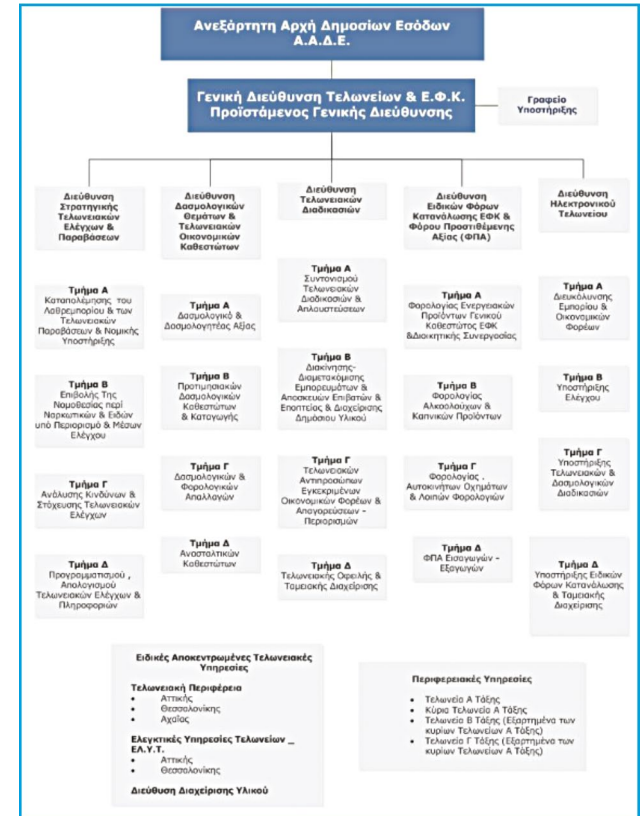 Ανεξάρτητη Αρχή Δημοσίων Εσόδων
Α.Α.Δ.Ε.
Γενική Διεύθυνση Τελωνείων & Ε.Φ.Κ.
Προϊστάμενος Γενικής Διεύθυνσης
Γραφείο
Υποστήριξης
Διεύθυνση
Στρατηγικής
Τελωνειακών
Ελέγχων &
Παραβάσεων
Διεύθυνση
Δασμολογικών
Θεμάτων &
Τελωνειακών
Οικονομικών
Καθεστώτων
Διεύθυνση
Τελωνειακών
Διαδικασιών
Διεύθυνση
Ειδικών Φόρων
Κατανάλωσης ΕΦΚ &
Φόρου Προστιθέμενης
Αξίας (ΦΠΑ)
Διεύθυνση
Ηλεκτρονικού
Τελωνείου
Τμήμα Α
Καταπολέμησης του
Λαθρεμπορίου & των
Τελωνειακών
Παραβάσεων & Νομικής
Υποστήριξης
Τμήμα Α
Δασμολογικό &
Δασμολογητέας Αξίας
Τμήμα Α
Συντονισμού
Τελωνειακών
Διαδικασιών &
Απλουστεύσεων
Τμήμα Α
Φορολογίας Ενεργειακών
Προϊόντων Γενικού
Καθεστώτος ΕΦΚ
&Διοικητικής Συνεργασίας
Τμήμα Α
Διευκόλυνσης
Εμπορίου &
Οικονομικών
Φορέων
Τμήμα Β
Επιβολής Της
Νομοθεσίας περί
Ναρκωτικών & Ειδών
υπό Περιορισμό & Μέσων
Ελέγχου
Τμήμα Β
Προτιμησιακών
Δασμολογικών
Καθεστώτων
& Καταγωγής
Τμήμα Β
Διακίνησης-
Διαμετακόμισης
Εμπορευμάτων &
Αποσκευών Επιβατών &
Εποπτείας & Διαχείρισης
Δημόσιου Υλικού
Τμήμα Β
Φορολογίας
Αλκοολούχων &
Καπνικών Προϊόντων
Τμήμα Β
Υποστήριξης
Ελέγχου
Τμήμα Γ
Ανάλυσης Κινδύνων &
Στόχευσης Τελωνειακών
Ελέγχων
Τμήμα Γ
Δασμολογικών &
Φορολογικών
Απαλλαγών
Τμήμα Γ
Τελωνειακών
Αντιπροσώπων
Εγκεκριμένων
Οικονομικών Φορέων &
Απαγορεύσεων –
Περιορισμών
Τμήμα Γ
Φορολογίας ,
Αυτοκινήτων Οχημάτων
& Λοιπών Φορολογιών
Τμήμα Γ
Υποστήριξης
Τελωνειακών &
Δασμολογικών
Διαδικασιών
Τμήμα Δ
Προγραμματισμού ,
Απολογισμού
Τελωνειακών Ελέγχων &
Πληροφοριών
Τμήμα Δ
Ανασταλτικών
Καθεστώτων
Τμήμα Δ
Τελωνειακής Οφειλής &
Ταμειακής Διαχείρισης
Τμήμα Δ
ΦΠΑ Εισαγωγών –
Εξαγωγών
Τμήμα Δ
Υποστήριξης Ειδικών
Φόρων Κατανάλωσης
& Ταμειακής
Διαχείρισης
Ειδικές Αποκεντρωμένες Τελωνειακές
Υπηρεσίες
Τελωνειακή Περιφέρεια
• Αττικής
• Θεσσαλονίκης
• Αχαΐας
Ελεγκτικές Υπηρεσίες Τελωνείων _
ΕΛ.Υ.Τ.
• Αττικής
• Θεσσαλονίκης
Διεύθυση Διαχείρισης Υλικού
Περιφερειακές Υπηρεσίες
• Τελωνεία Α Τάξης
• Κύρια Τελωνεία Α Τάξης
• Τελωνεία Β Τάξης (Εξαρτημένα των
κυρίων Τελωνείων Α Τάξης)
• Τελωνεία Γ Τάξης (Εξαρτημένα των
κυρίων Τελωνείων Α Τάξης)